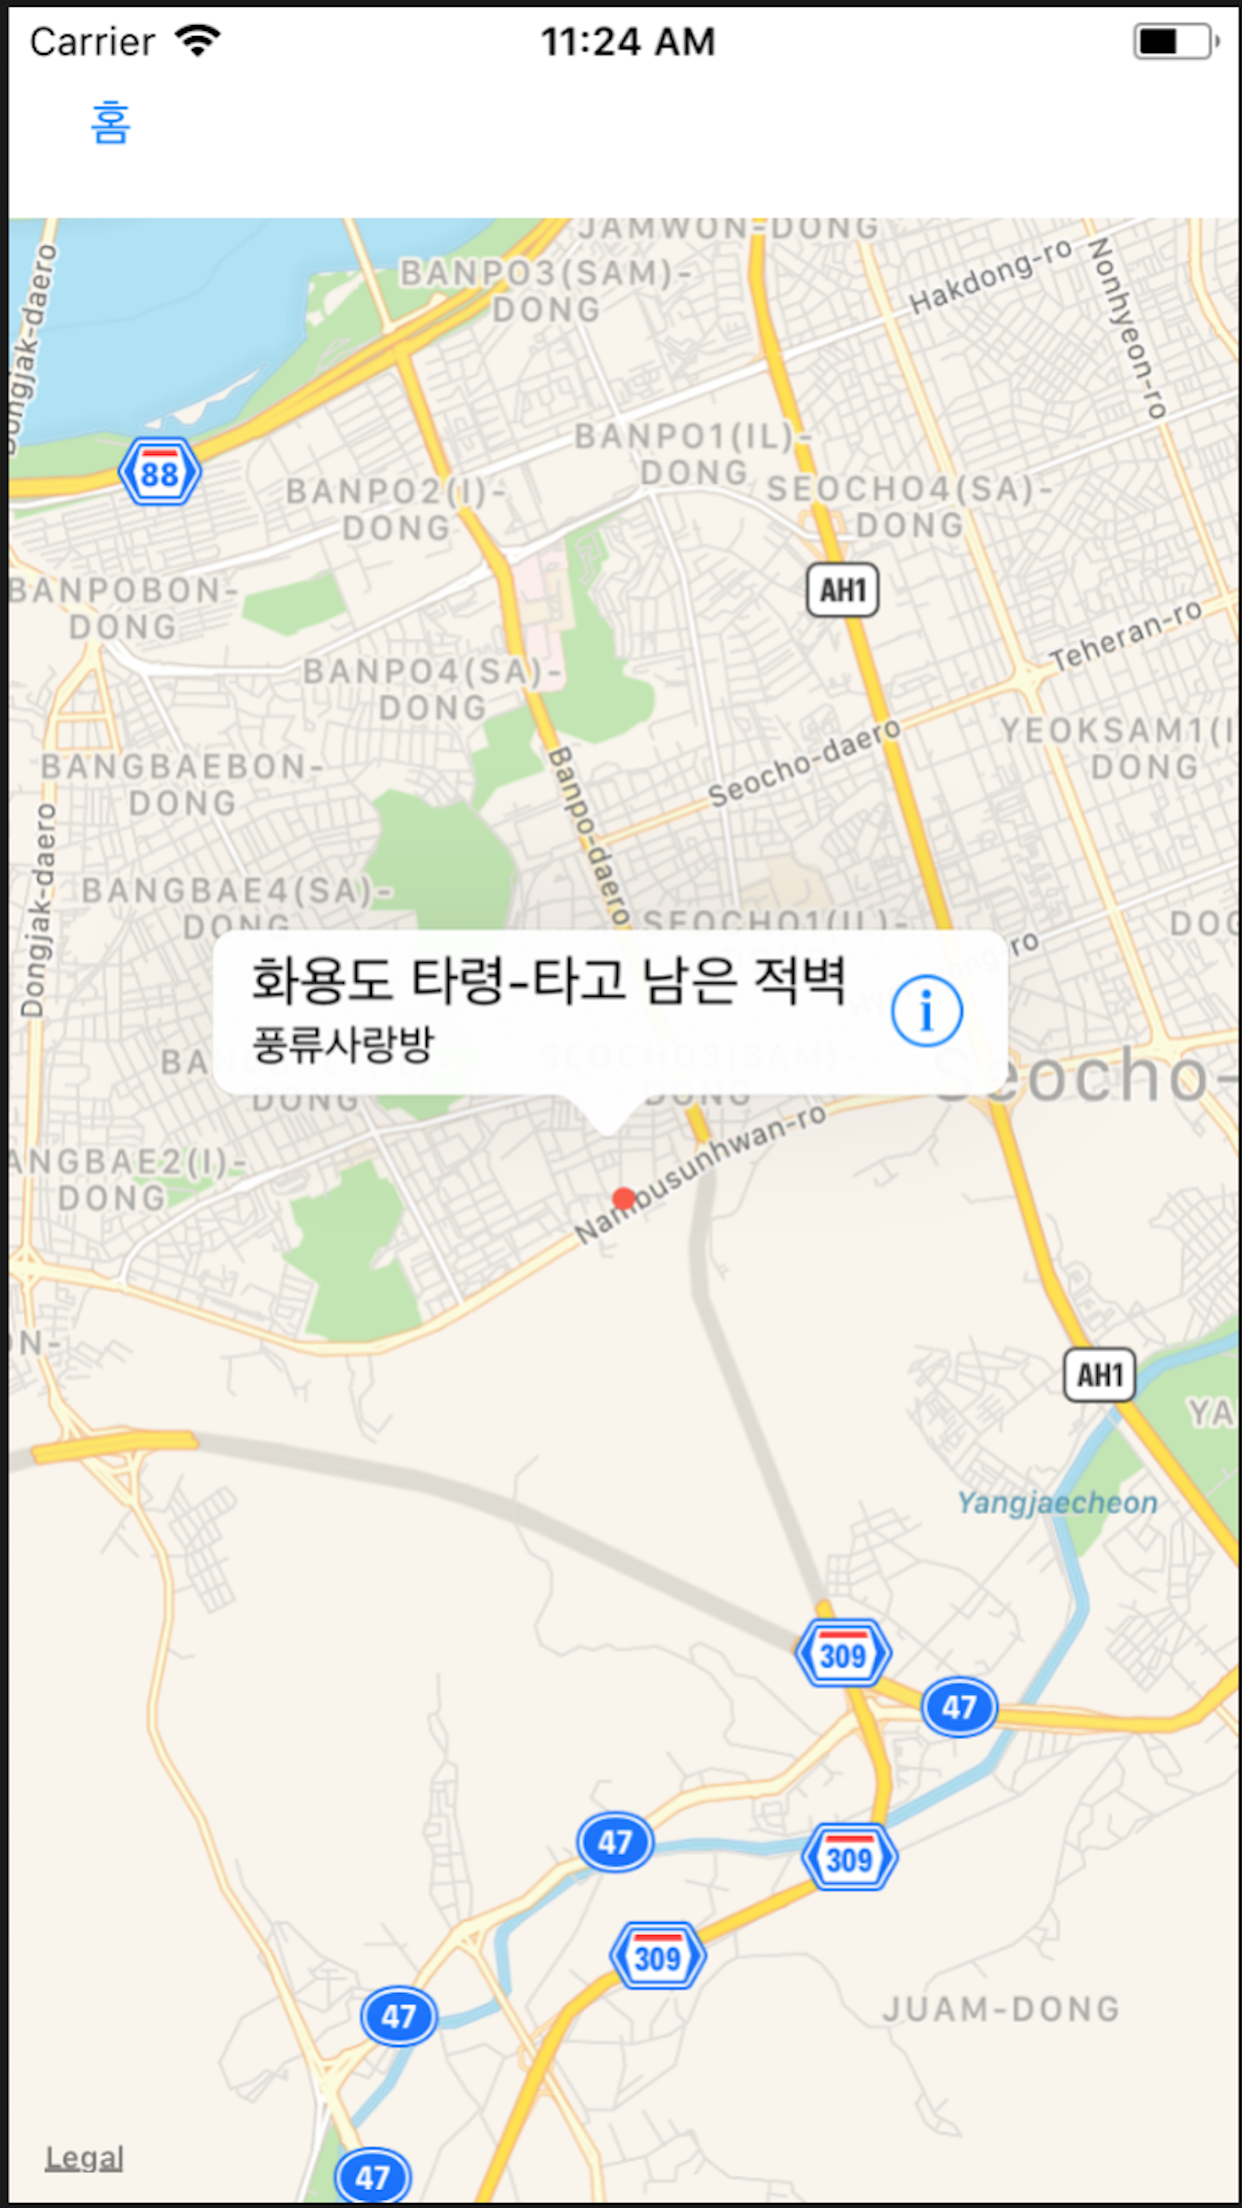 Carrier
11:24 AM
홈
JAMWON-DONG
BANPO3(SAM)-
DONG
Hakdong-ro
Nonhyeon-ro
Dongjak-daero
88
BANPO1(IL)-
DONG
BANPO2(I)-
DONG
SEOCHO4(SA)-
DONG
BANPOBON-
DONG
AH1
Teheran-ro
BANPO4(SA)-
DONG
Seocho-daero
YEOKSAM1(I
DONG
BANGBAEBON-
DONG
Banpo-daero
Dongjak-daero
BANGBAE4(SA)-
DONG
SEOCHO1(IL)-
DOG
ro
화용도 타령-타고 남은 적벽
풍류사랑방
i
BA
DONG
SEOCHO3(SAM)-
DONG
Seocho-
Nambusunhwan-ro
ANGBAE2(I)-
DONG
ON-
AH1
YA
Yangjaecheon
309
47
47
309
309
47
JUAM-DONG
Legal
47